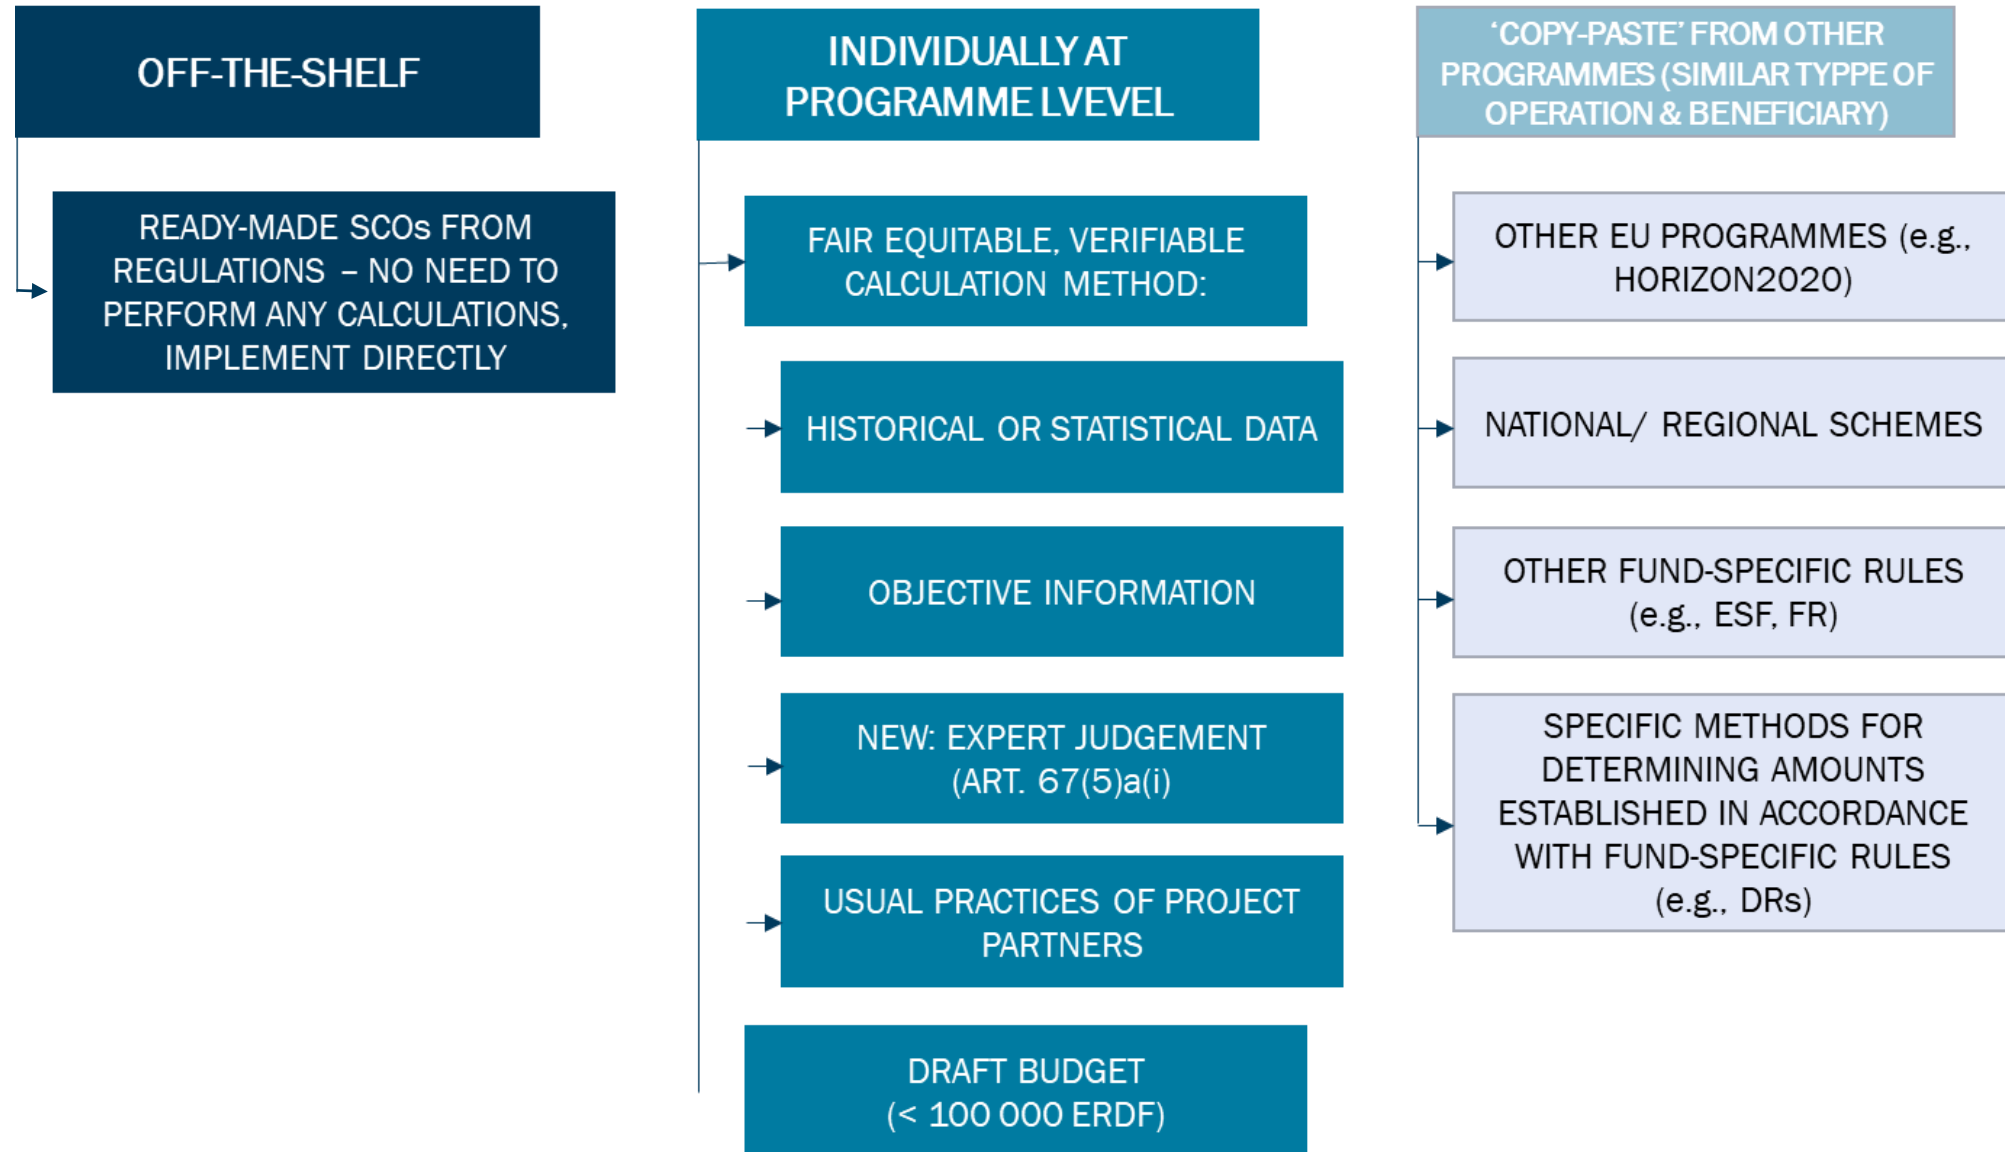 OFF-THE-SHELF
READY-MADE SCOs FROM
REGULATIONS – NO NEED TO
PERFORM ANY CALCULATIONS,
IMPLEMENT DIRECTLY
INDIVIDUALLY AT
PROGRAMME LVEVEL
FAIR EQUITABLE, VERIFIABLE
CALCULATION METHOD:
HISTORICAL OR STATISTICAL DATA
OBJECTIVE INFORMATION
NEW: EXPERT JUDGEMENT
(ART. 67(5)a(i)
USUAL PRACTICES OF PROJECT
PARTNERS
DRAFT BUDGET
(< 100 000 ERDF)
‘COPY-PASTE’ FROM OTHER
PROGRAMMES (SIMILAR TYPPE OF
OPERATION & BENEFICIARY)
OTHER EU PROGRAMMES (e.g.,
HORIZON2020)
NATIONAL/ REGIONAL SCHEMES
OTHER FUND-SPECIFIC RULES
(e.g., ESF, FR)
SPECIFIC METHODS FOR
DETERMINING AMOUNTS
ESTABLISHED IN ACCORDANCE
WITH FUND-SPECIFIC RULES
(e.g., DRs)